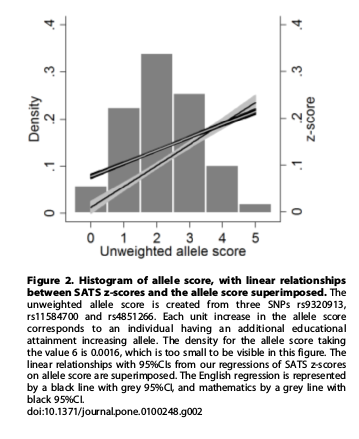 .4
.3
.2
.1
0
Density
.4
.3
.2
.1
0
z-score
0 1 2 3 4 5
Unweighted allele score
Figure 2. Histogram of allele score, with linear relationships
between SATS z-scores and the allele score superimposed. The
unweighted allele score is created from three SNPs rs9320913,
rs11584700 and rs4851266. Each unit increase in the allele score
corresponds to an individual having an additional educational
attainment increasing allele. The density for the allele score taking
the value 6 is 0.0016, which is too small to be visible in this figure. The
linear relationships with 95%CIs from our regressions of SATS z-scores
on allele score are superimposed. The English regression is represented
by a black line with grey 95%CI, and mathematics by a grey line with
black 95%CI.
doi:10.1371/journal.pone.0100248.g002